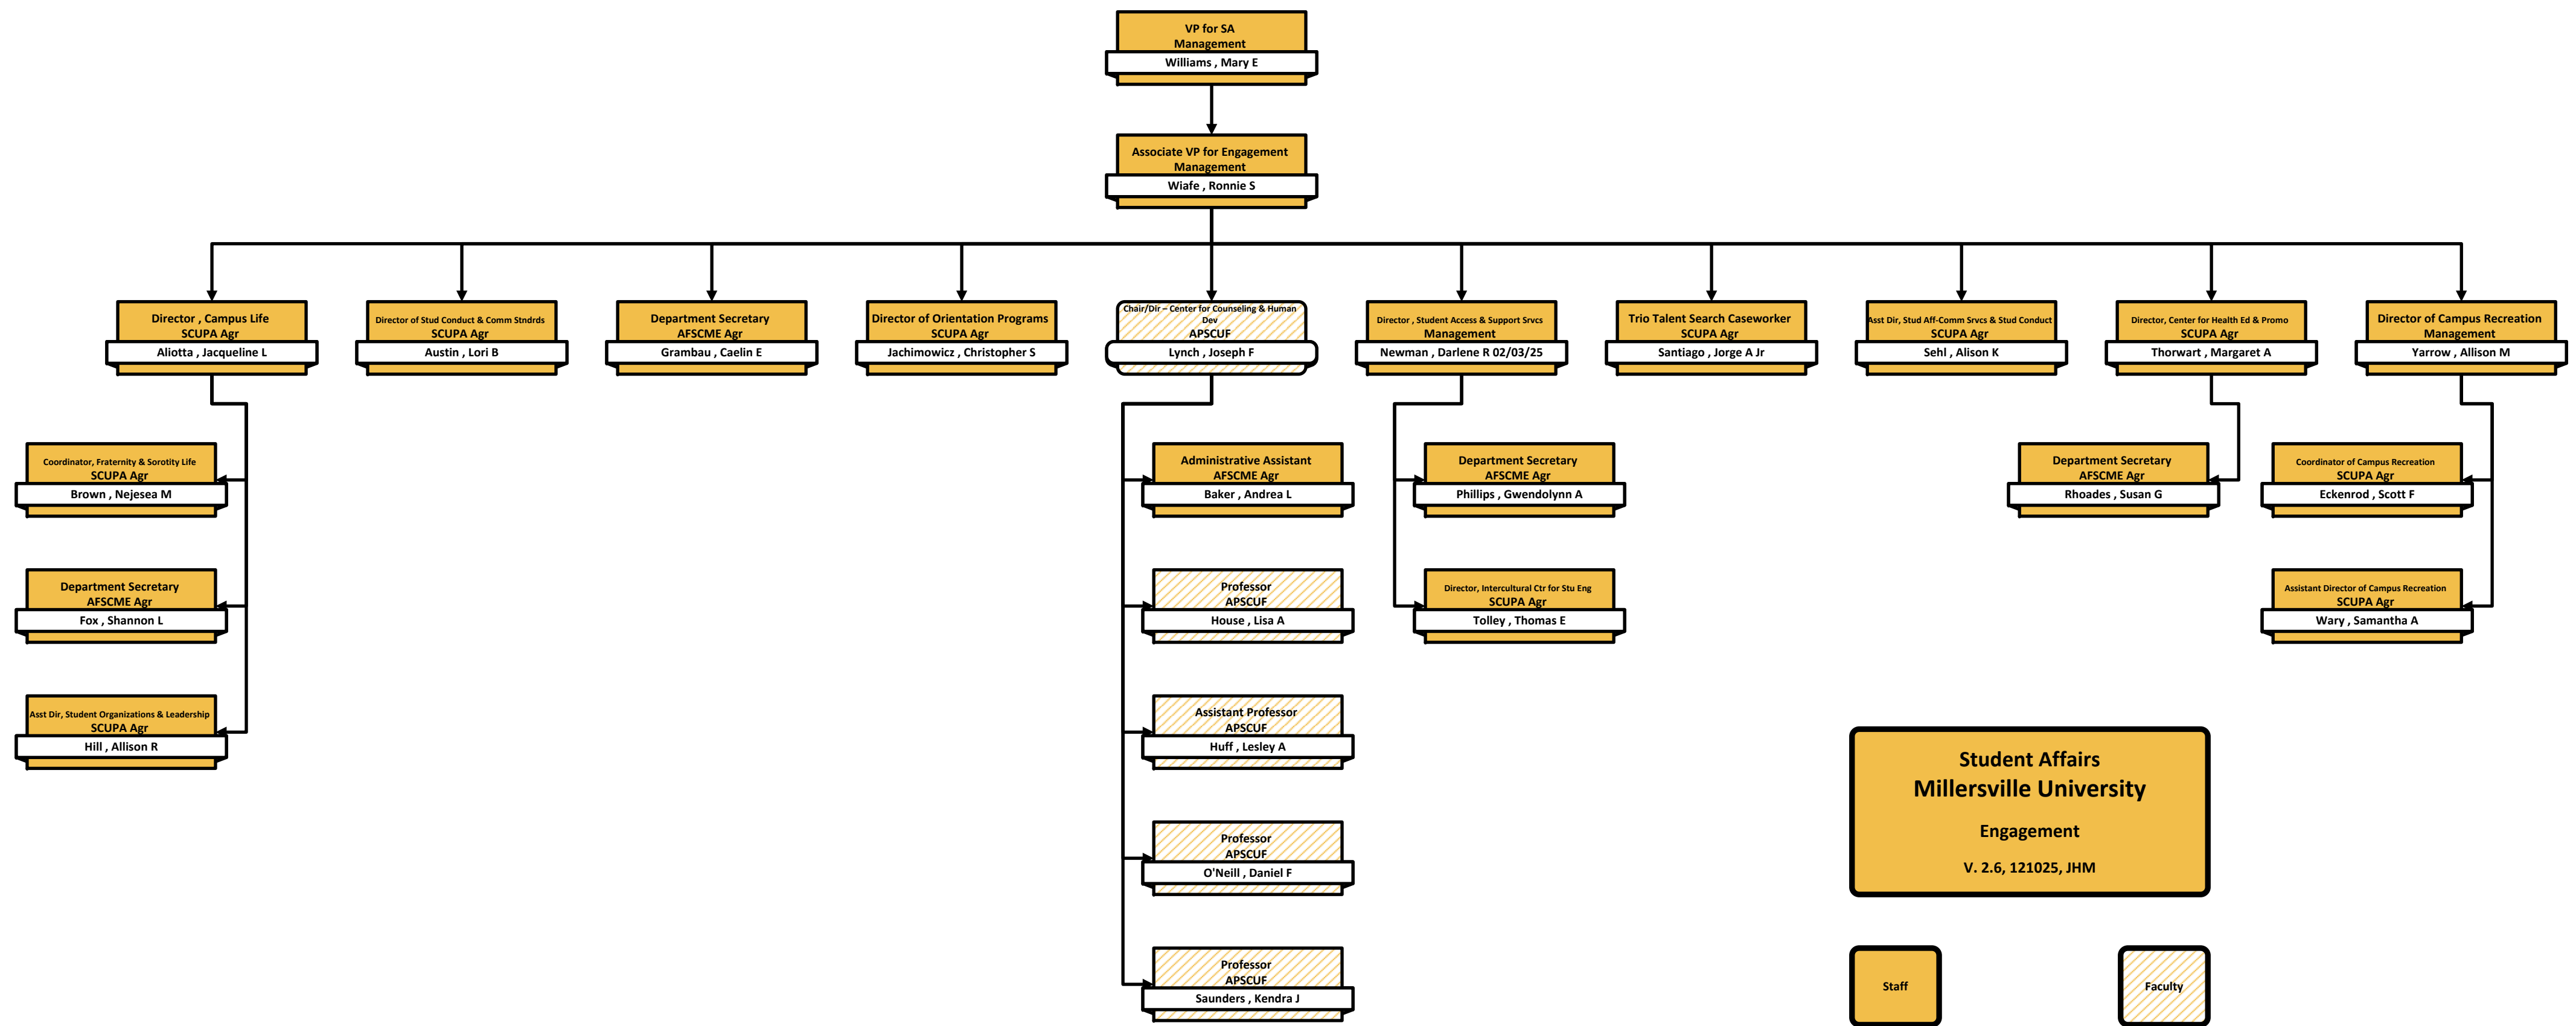 VP for SA
Management
Williams , Mary E
Associate VP for Engagement
Management
Wiafe , Ronnie S
Director , Campus Life
SCUPA Agr
Aliotta , Jacqueline L
Director of Stud Conduct & Comm Stndrds
SCUPA Agr
Austin , Lori B
Department Secretary
AFSCME Agr
Grambau , Caelin E
Director of Orientation Programs
SCUPA Agr
Jachimowicz , Christopher S
Chair/Dir – Center for Counseling & Human
Dev
APSCUF
Lynch , Joseph F
Director , Student Access & Support Srvcs
Management
Newman , Darlene R 02/03/25
Trio Talent Search Caseworker
SCUPA Agr
Santiago , Jorge A Jr
Asst Dir, Stud Aff-Comm Srvcs & Stud Conduct
SCUPA Agr
Sehl , Alison K
Director, Center for Health Ed & Promo
SCUPA Agr
Thorwart , Margaret A
Director of Campus Recreation
Management
Yarrow , Allison M
Coordinator, Fraternity & Sorotity Life
SCUPA Agr
Brown , Nejesea M
Administrative Assistant
AFSCME Agr
Baker , Andrea L
Department Secretary
AFSCME Agr
Phillips , Gwendolynn A
Department Secretary
AFSCME Agr
Rhoades , Susan G
Coordinator of Campus Recreation
SCUPA Agr
Eckenrod , Scott F
Department Secretary
AFSCME Agr
Fox , Shannon L
Professor
APSCUF
House , Lisa A
Director, Intercultural Ctr for Stu Eng
SCUPA Agr
Tolley , Thomas E
Assistant Director of Campus Recreation
SCUPA Agr
Wary , Samantha A
Asst Dir, Student Organizations & Leadership
SCUPA Agr
Hill , Allison R
Assistant Professor
APSCUF
Huff , Lesley A
Professor
APSCUF
O'Neill , Daniel F
Professor
APSCUF
Saunders , Kendra J
Student Affairs
Millersville University
Engagement
V. 2.6, 121025, JHM
Staff
Faculty